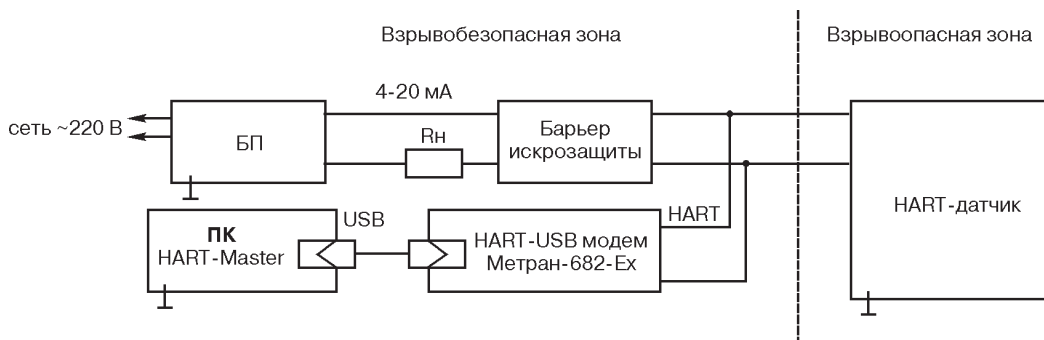 Взрывобезопасная зона
Взрывоопасная зона
4-20 мА
сеть ~220 В
БП
Rн
Барьер
искрозащиты
USB
HART
ПК
HART-Master
HART-USB модем
Метран-682-Ex
HART-датчик